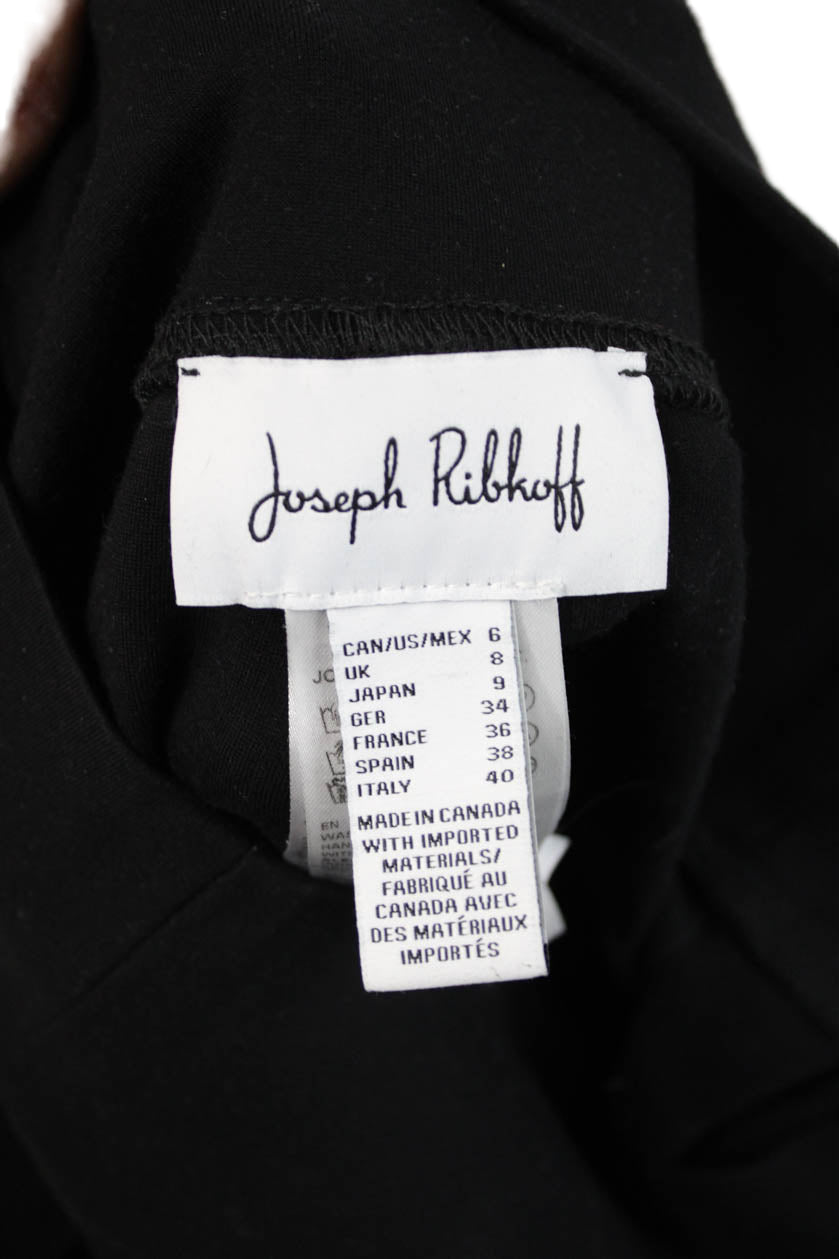 Joseph Ribkoff
CAN/US/MEX 6
UK 8
JAPAN 9
GER 34
FRANCE 36
SPAIN 38
ITALY 40
MADE IN CANADA
WITH IMPORTED
MATERIALS/
FABRIQUÉ AU
CANADA AVEC
DES MATÉRIAUX
IMPORTÉS